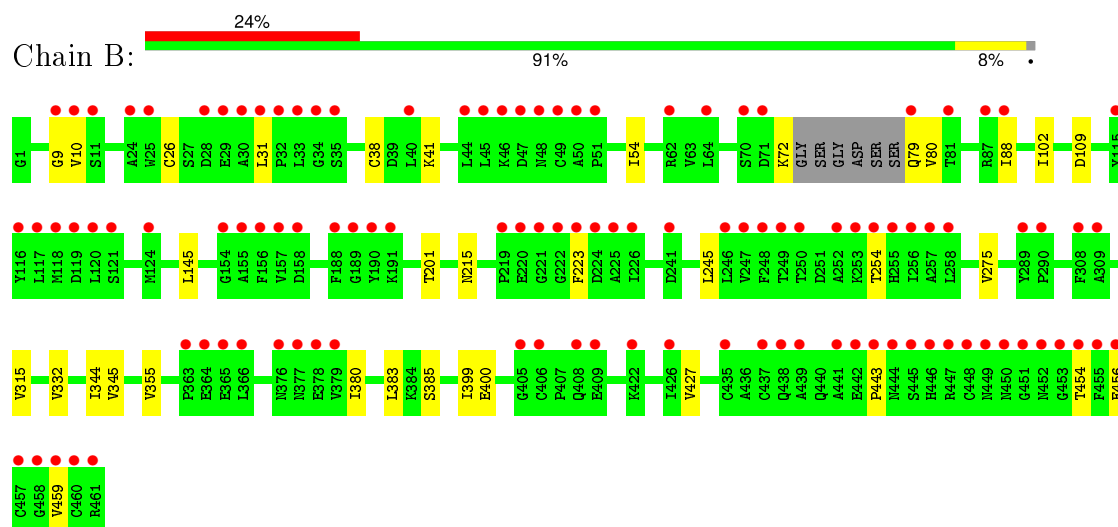 24%
Chain B:
91% 8% •
G1 G9 V10 S11 A24 W25 C26 S27 D28 E29 A30 L31 P32 L33 G34 S35 C38 D39 L40 K41 L44 L45 K46 D47 N48 C49 A50 P51 I54 R62 V63 L64 S70 D71 K72 GLY SER GLY ASP SER SER Q79 V80 T81 R87 I88 I102 D109 Y115
Y116 L117 M118 D119 L120 S121 M124 L145 G154 A155 F156 V157 D158 F188 G189 Y190 K191 T201 N215 P219 E220 G221 G222 F223 D224 A225 I226 D241 L245 L246 V247 F248 T249 T250 D251 A252 K253 T254 H255 I256 A257 L258 V275 Y289 P290 F308 A309
V315 V332 I344 V345 V355 P363 E364 E365 L366 N376 N377 E378 V379 I380 L383 K384 S385 I399 E400 G405 C406 P407 Q408 E409 K422 I426 V427 C435 A436 C437 Q438 A439 Q440 A441 E442 P443 N444 S445 H446 R447 C448 N449 N450 G451 N452 G453 T454 F455 E456
C457 G458 V459 C460 R461